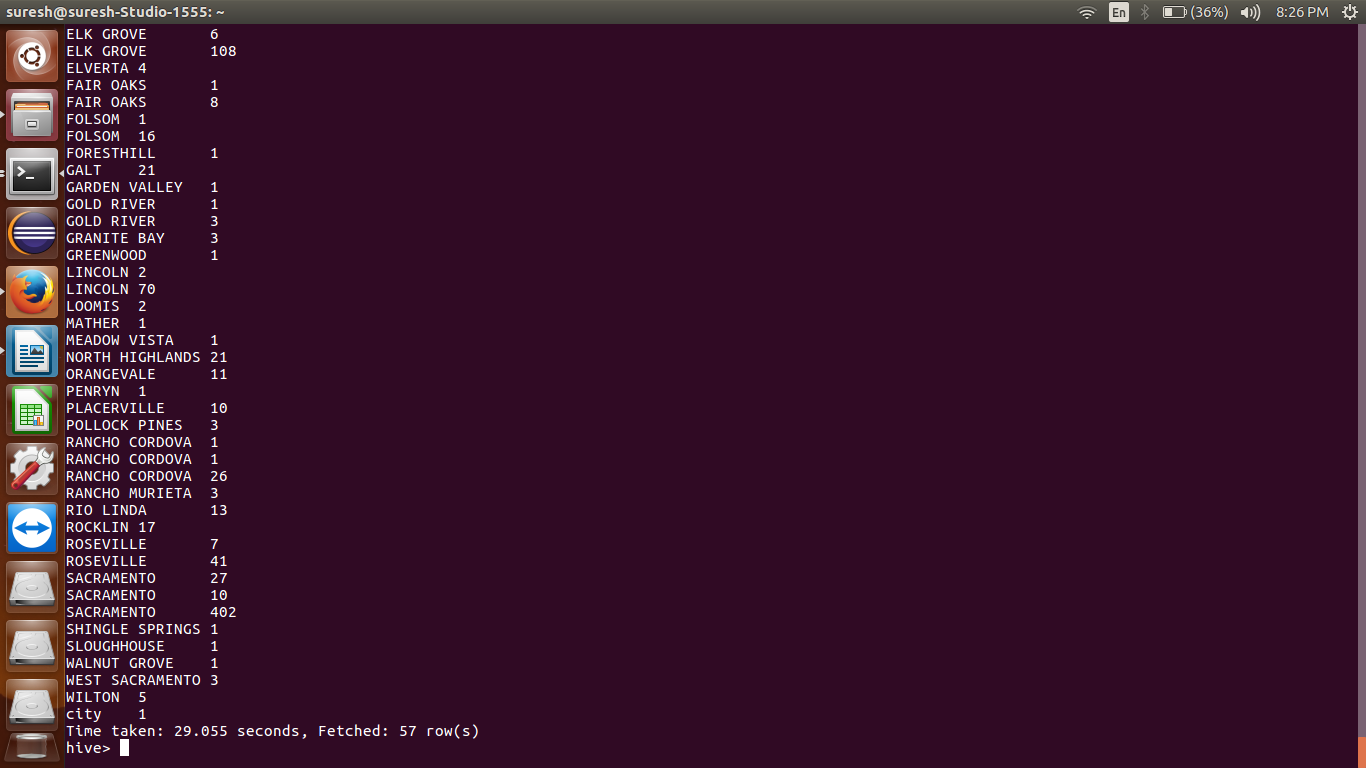 suresh@suresh-Studio-1555: ~ En (36%) 8:26 PM
ELK GROVE 6
ELK GROVE 108
ELVERTA 4
FAIR OAKS 1
FAIR OAKS 8
FOLSOM 1
FOLSOM 16
FORESTHILL 1
GALT 21
GARDEN VALLEY 1
GOLD RIVER 1
GOLD RIVER 3
GRANITE BAY 3
GREENWOOD 1
LINCOLN 2
LINCOLN 70
LOOMIS 2
MATHER 1
MEADOW VISTA 1
NORTH HIGHLANDS 21
ORANGEVALE 11
PENRYN 1
PLACERVILLE 10
POLLOCK PINES 3
RANCHO CORDOVA 1
RANCHO CORDOVA 1
RANCHO CORDOVA 26
RANCHO MURIETA 3
RIO LINDA 13
ROCKLIN 17
ROSEVILLE 7
ROSEVILLE 41
SACRAMENTO 27
SACRAMENTO 10
SACRAMENTO 402
SHINGLE SPRINGS 1
SLOUGHHOUSE 1
WALNUT GROVE 1
WEST SACRAMENTO 3
WILTON 5
city 1
Time taken: 29.055 seconds, Fetched: 57 row(s)
hive>